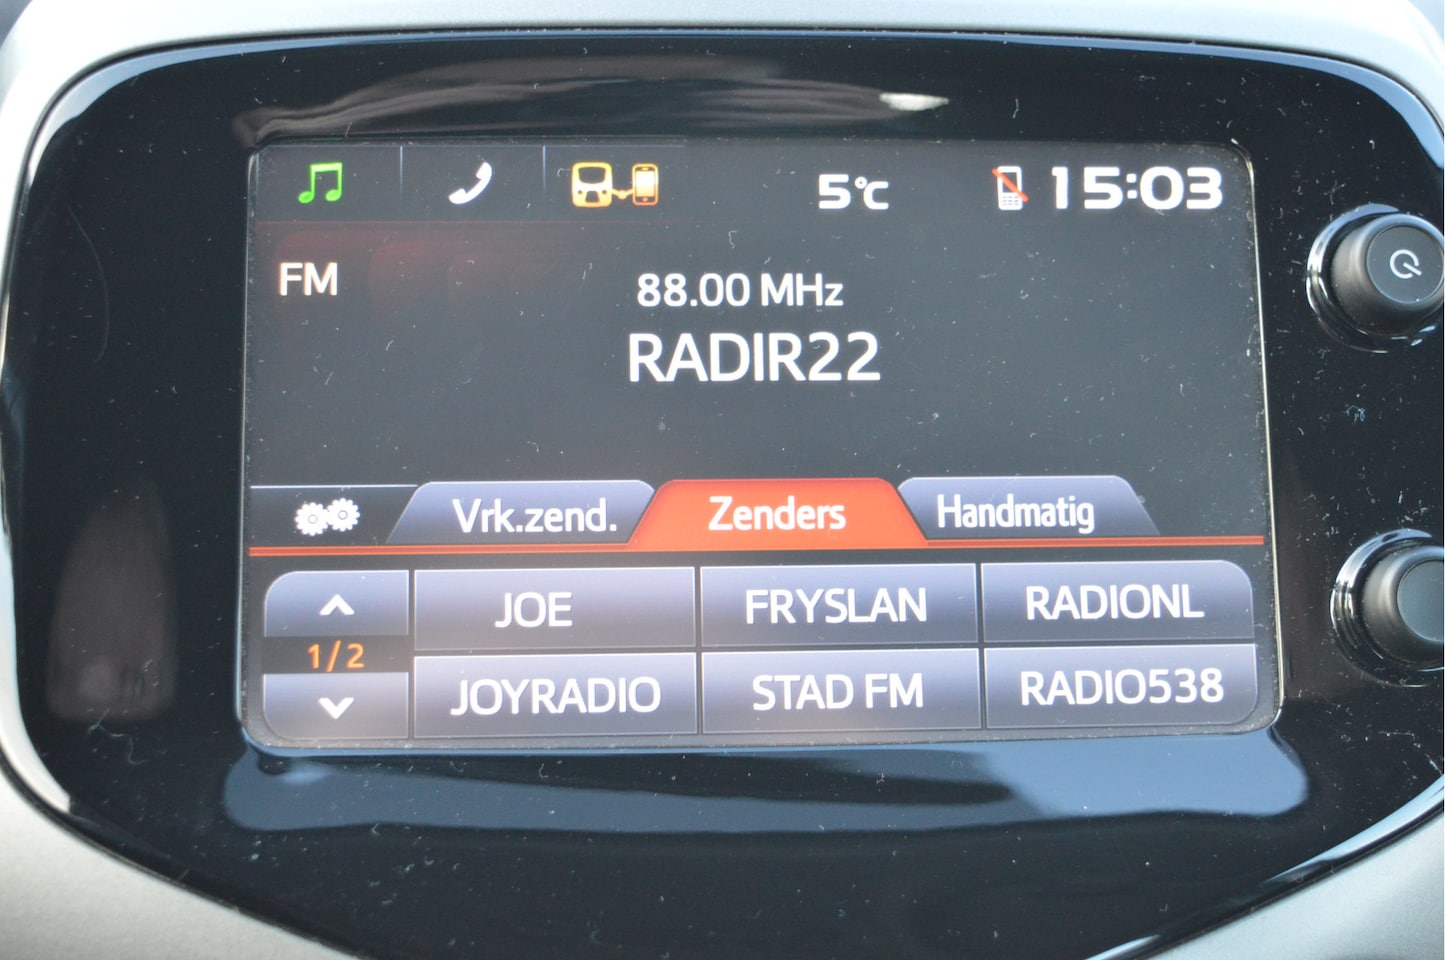 5°C 15:03
FM
88.00 MHz
RADIR22
Vrk.zend. Zenders Handmatig
JOE FRYSLAN RADIONL
1/2
JOYRADIO STAD FM RADIO538